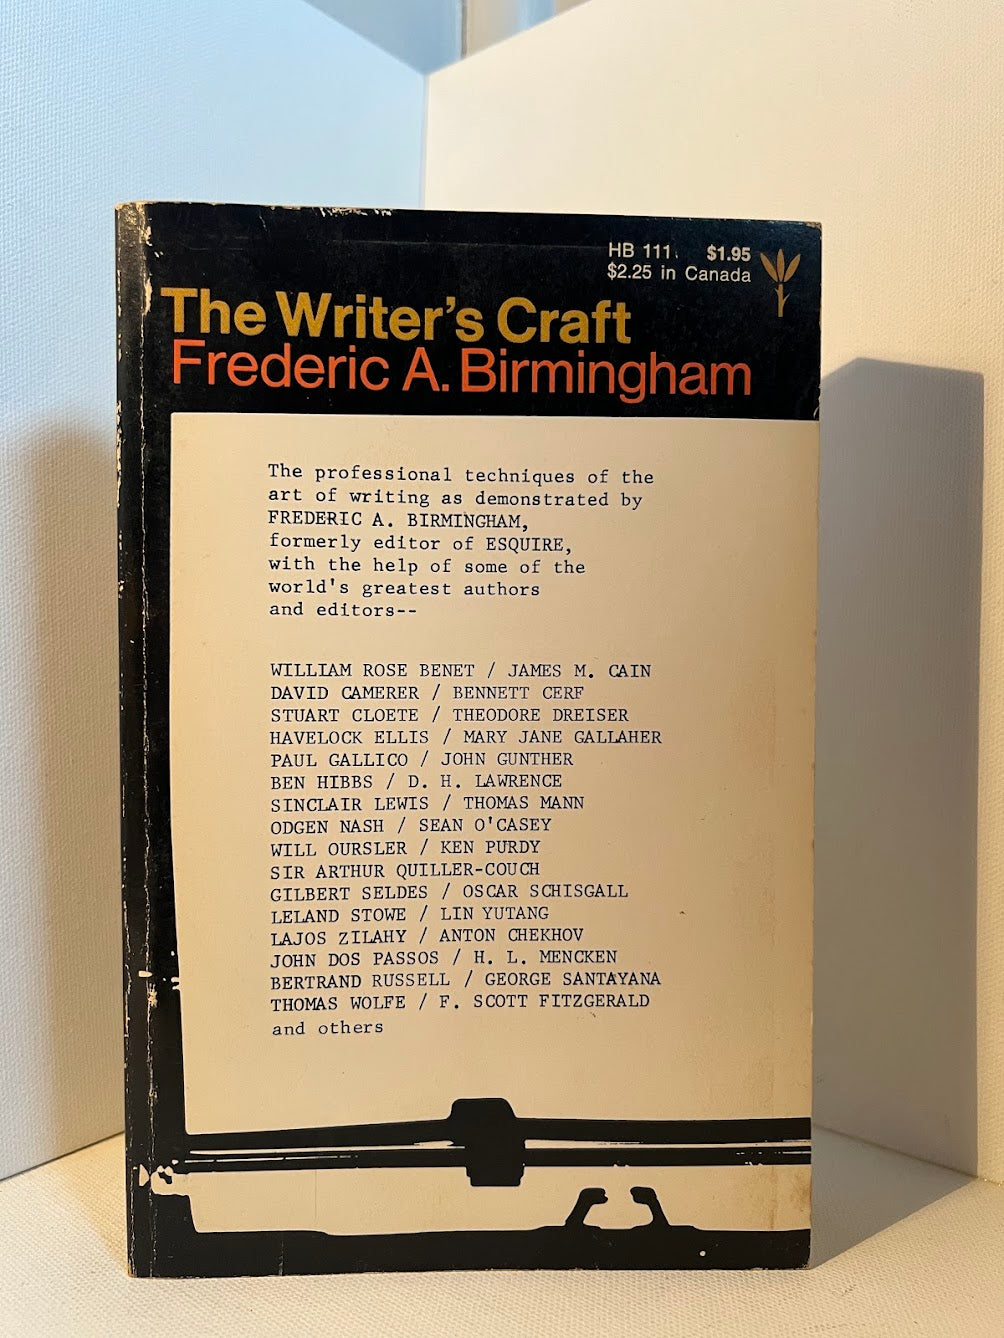 HB 111. $1.95
$2.25 in Canada
The Writer's Craft
Frederic A. Birmingham
The professional techniques of the
art of writing as demonstrated by
FREDERIC A. BIRMINGHAM,
formerly editor of ESQUIRE,
with the help of some of the
world's greatest authors
and editors--
WILLIAM ROSE BENET / JAMES M. CAIN
DAVID CAMERER / BENNETT CERF
STUART CLOETE / THEODORE DREISER
HAVELOCK ELLIS / MARY JANE GALLAHER
PAUL GALLICO / JOHN GUNTHER
BEN HIBBS / D. H. LAWRENCE
SINCLAIR LEWIS / THOMAS MANN
ODGEN NASH / SEAN O'CASEY
WILL OURSLER / KEN PURDY
SIR ARTHUR QUILLER-COUCH
GILBERT SELDES / OSCAR SCHISGALL
LELAND STOWE / LIN YUTANG
LAJOS ZILAHY / ANTON CHEKHOV
JOHN DOS PASSOS / H. L. MENCKEN
BERTRAND RUSSELL / GEORGE SANTAYANA
THOMAS WOLFE / F. SCOTT FITZGERALD
and others